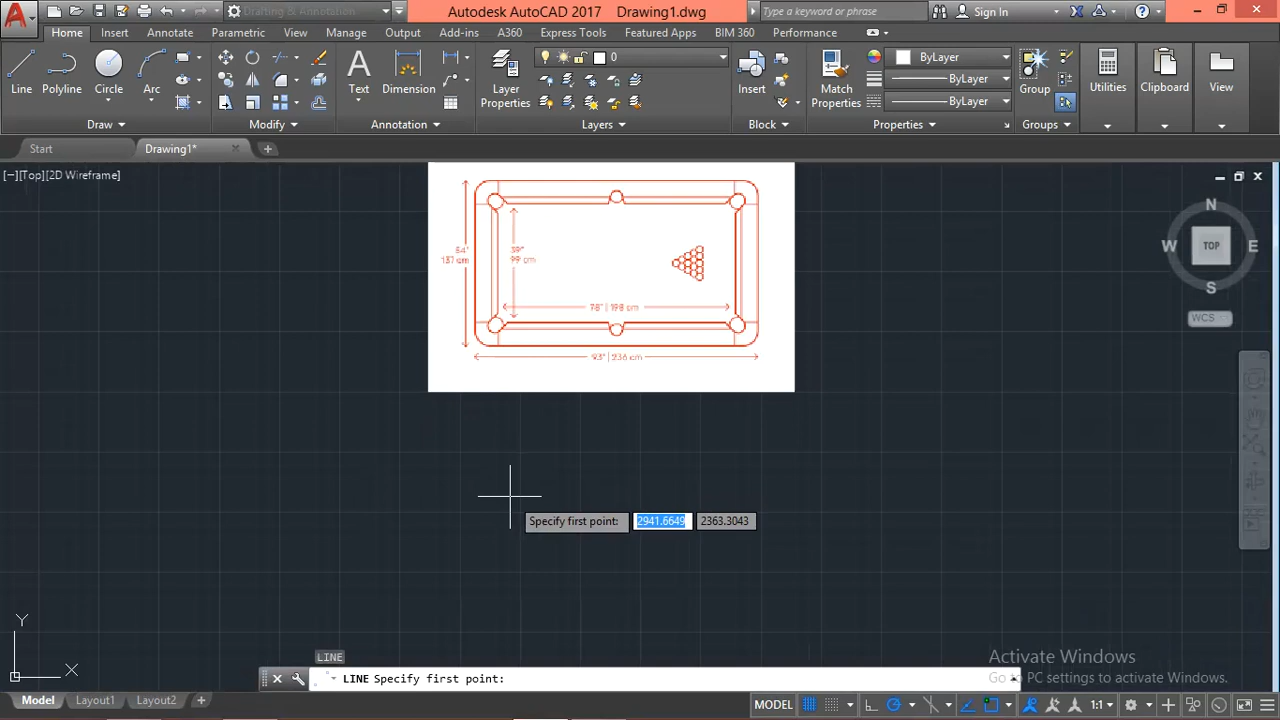 Drafting & Annotation
Autodesk AutoCAD 2017 Drawing1.dwg
Type a keyword or phrase
Sign In
Home Insert Annotate Parametric View Manage Output Add-ins A360 Express Tools Featured Apps BIM 360 Performance
Line Polyline Circle Arc
Text Dimension
Layer Properties
0
Insert
Match Properties
ByLayer
ByLayer
ByLayer
Group
Utilities
Clipboard
View
Draw Modify Annotation Layers Block Properties Groups
Start Drawing1*
[−][Top][2D Wireframe]
N
W TOP E
S
WCS
54"
137 cm
39"
99 cm
78" | 198 cm
93" | 236 cm
Specify first point: 2941.6649 2363.3043
Y
X
LINE
LINE Specify first point:
Activate Windows
Go to PC settings to activate Windows.
Model Layout1 Layout2
MODEL
1:1